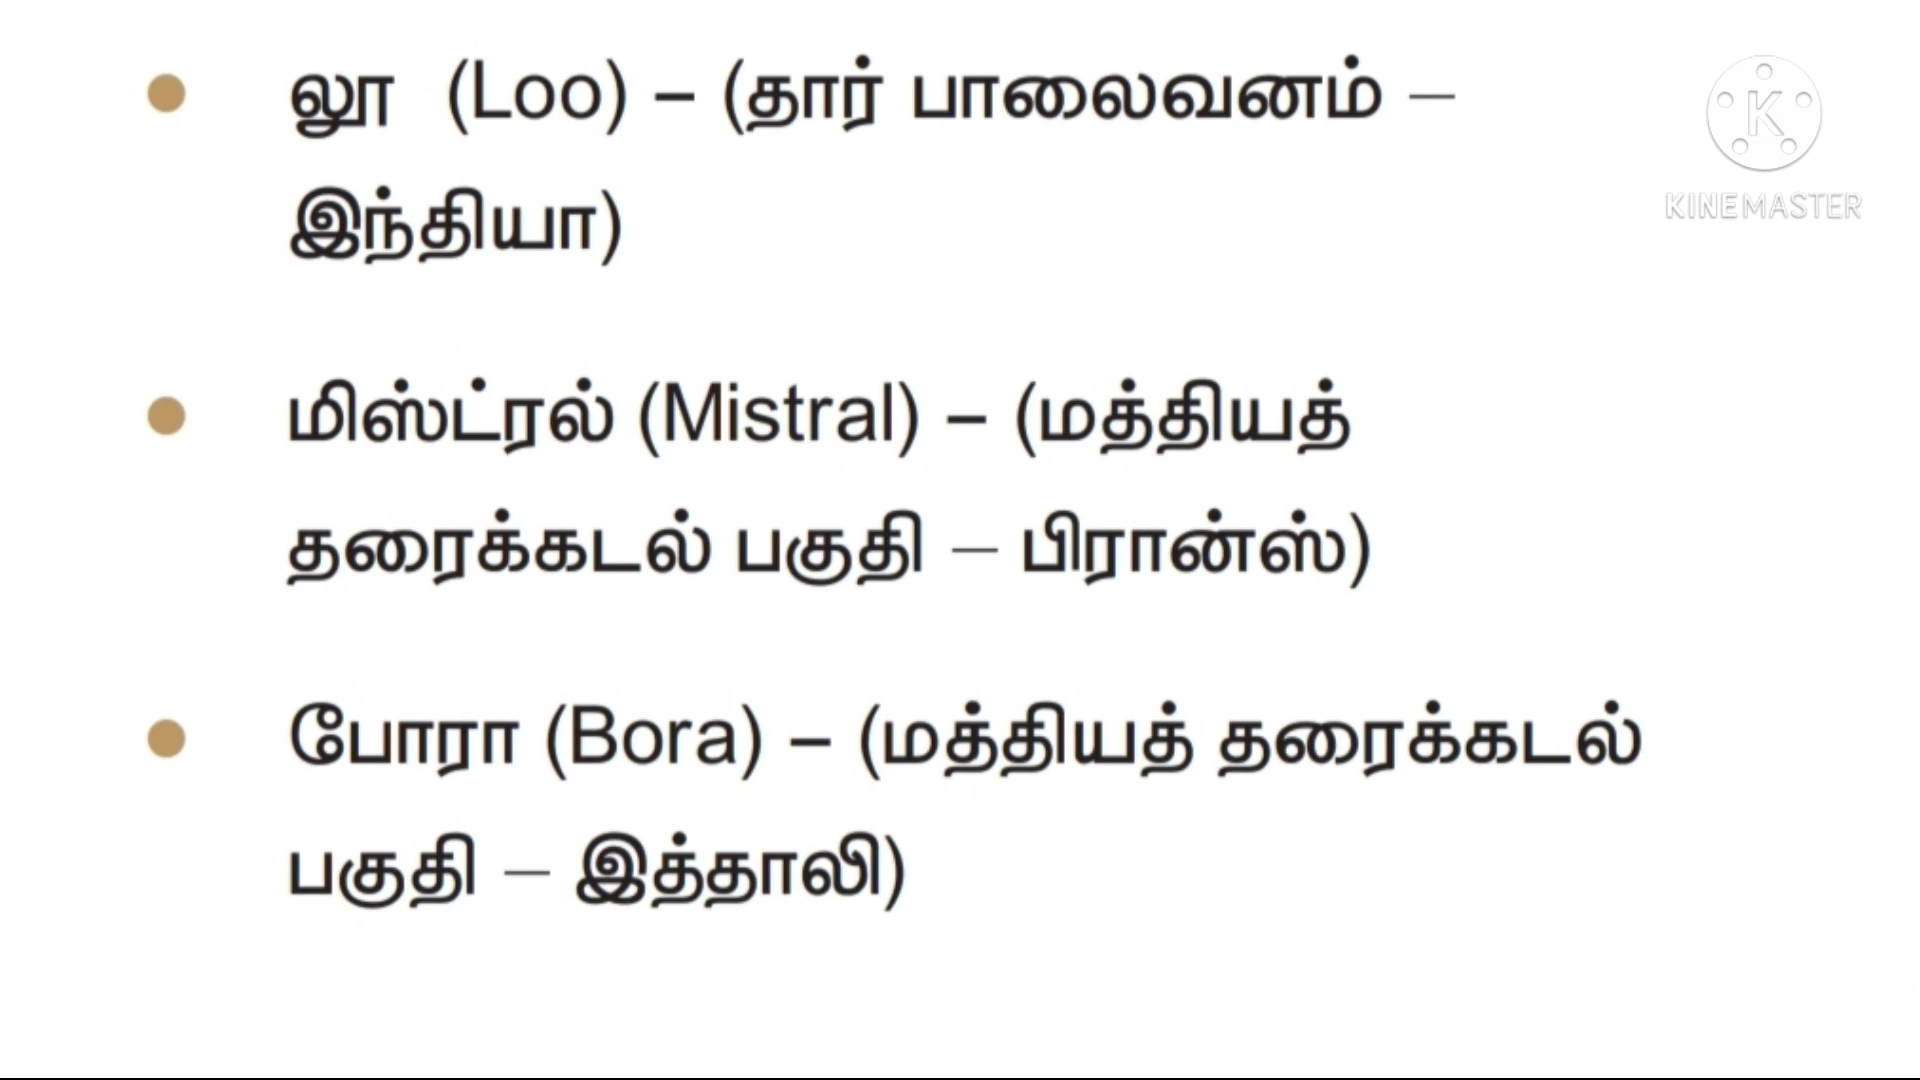 லூ (Loo) – (தார் பாலைவனம் –
இந்தியா)
மிஸ்ட்ரல் (Mistral) – (மத்தியத்
தரைக்கடல் பகுதி – பிரான்ஸ்)
போரா (Bora) – (மத்தியத் தரைக்கடல்
பகுதி – இத்தாலி)
K
KINEMASTER